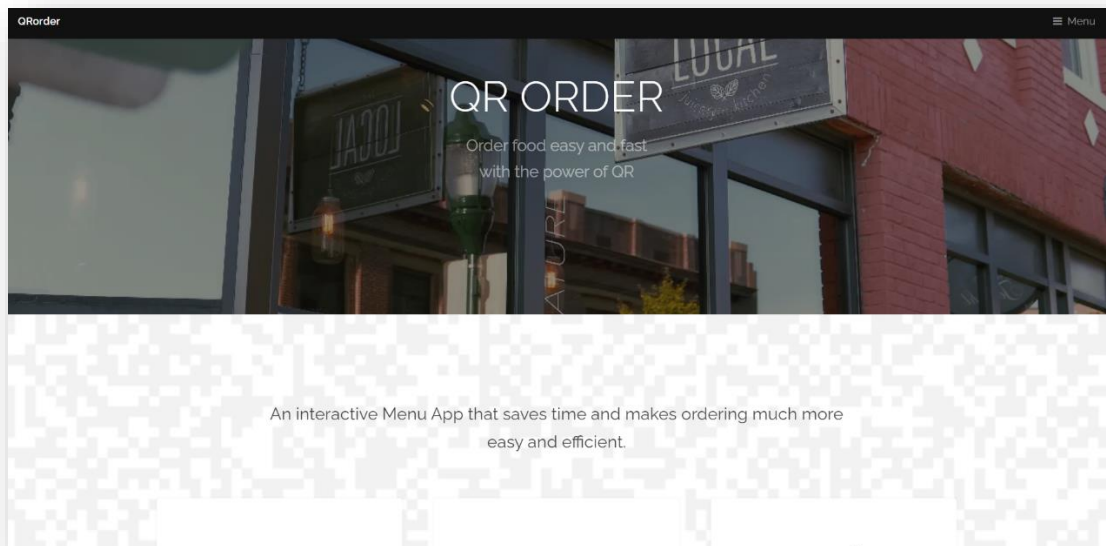 QRorder
Menu
LOCAL
QR ORDER
Order food easy and fast
with the power of QR
An interactive Menu App that saves time and makes ordering much more
easy and efficient.